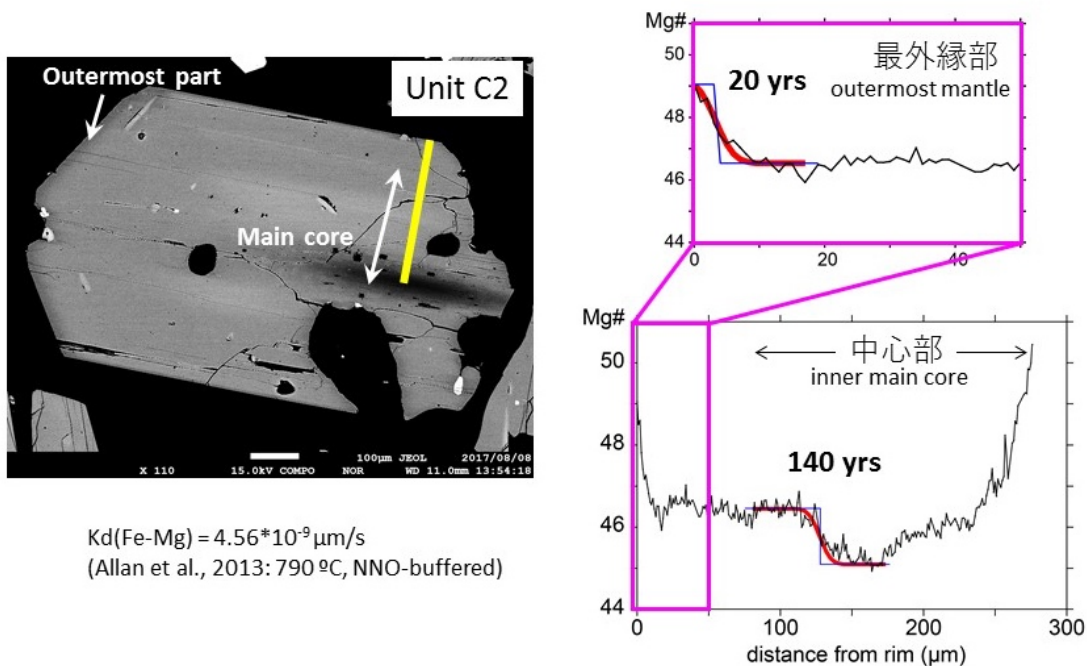 Outermost part
Unit C2
Main core
100μm JEOL 2017/08/08
X 110 15.0kV COMPO NOR WD 11.0mm 13:54:18
Kd(Fe-Mg) = 4.56*10⁻⁹ μm/s
(Allan et al., 2013: 790 ºC, NNO-buffered)
Mg#
50
48
46
44
20 yrs
最外縁部
outermost mantle
0 20 40
Mg#
50
48
46
44
中心部
inner main core
140 yrs
0 100 200 300
distance from rim (μm)